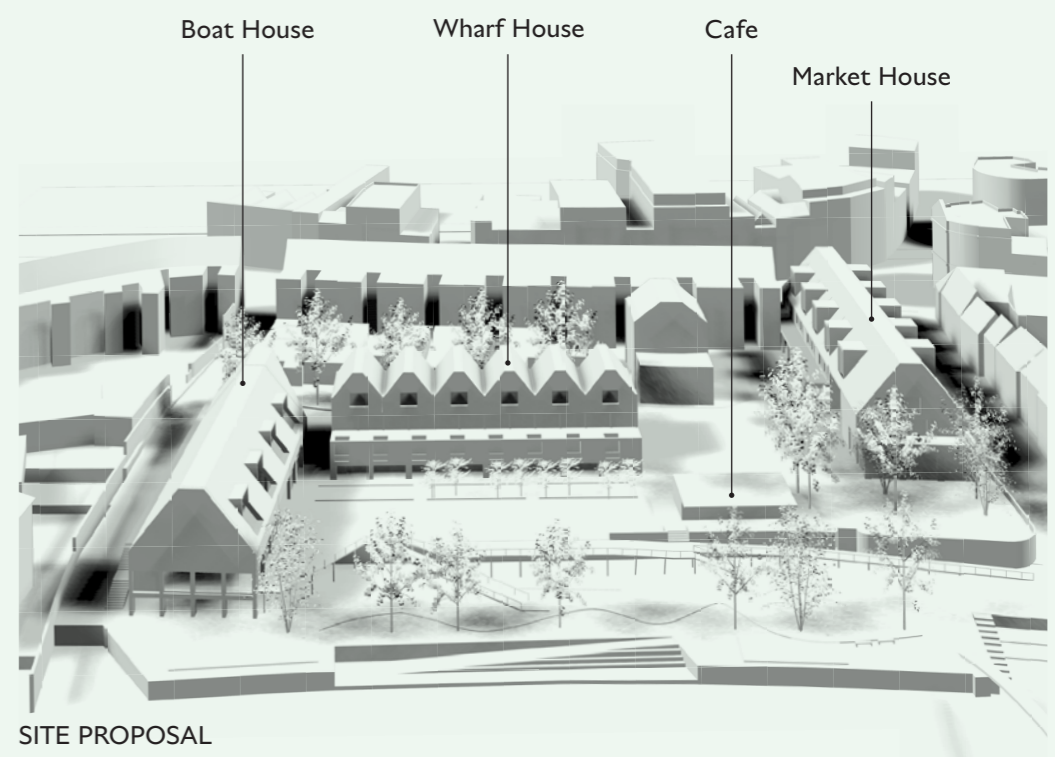 Boat House
Wharf House
Cafe
Market House
SITE PROPOSAL